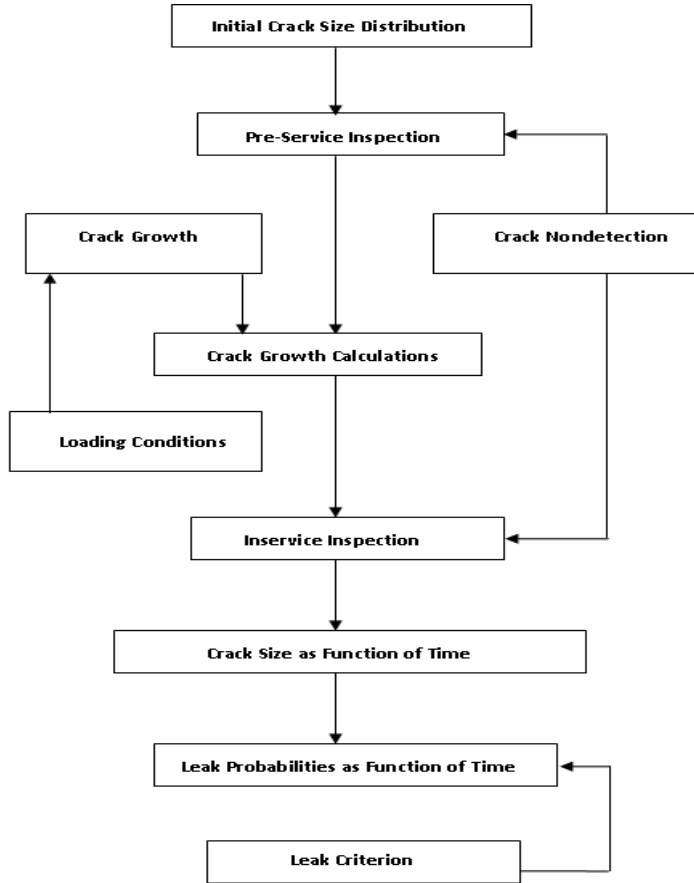 Initial Crack Size Distribution
Pre-Service Inspection
Crack Growth
Crack Nondetection
Crack Growth Calculations
Loading Conditions
Inservice Inspection
Crack Size as Function of Time
Leak Probabilities as Function of Time
Leak Criterion